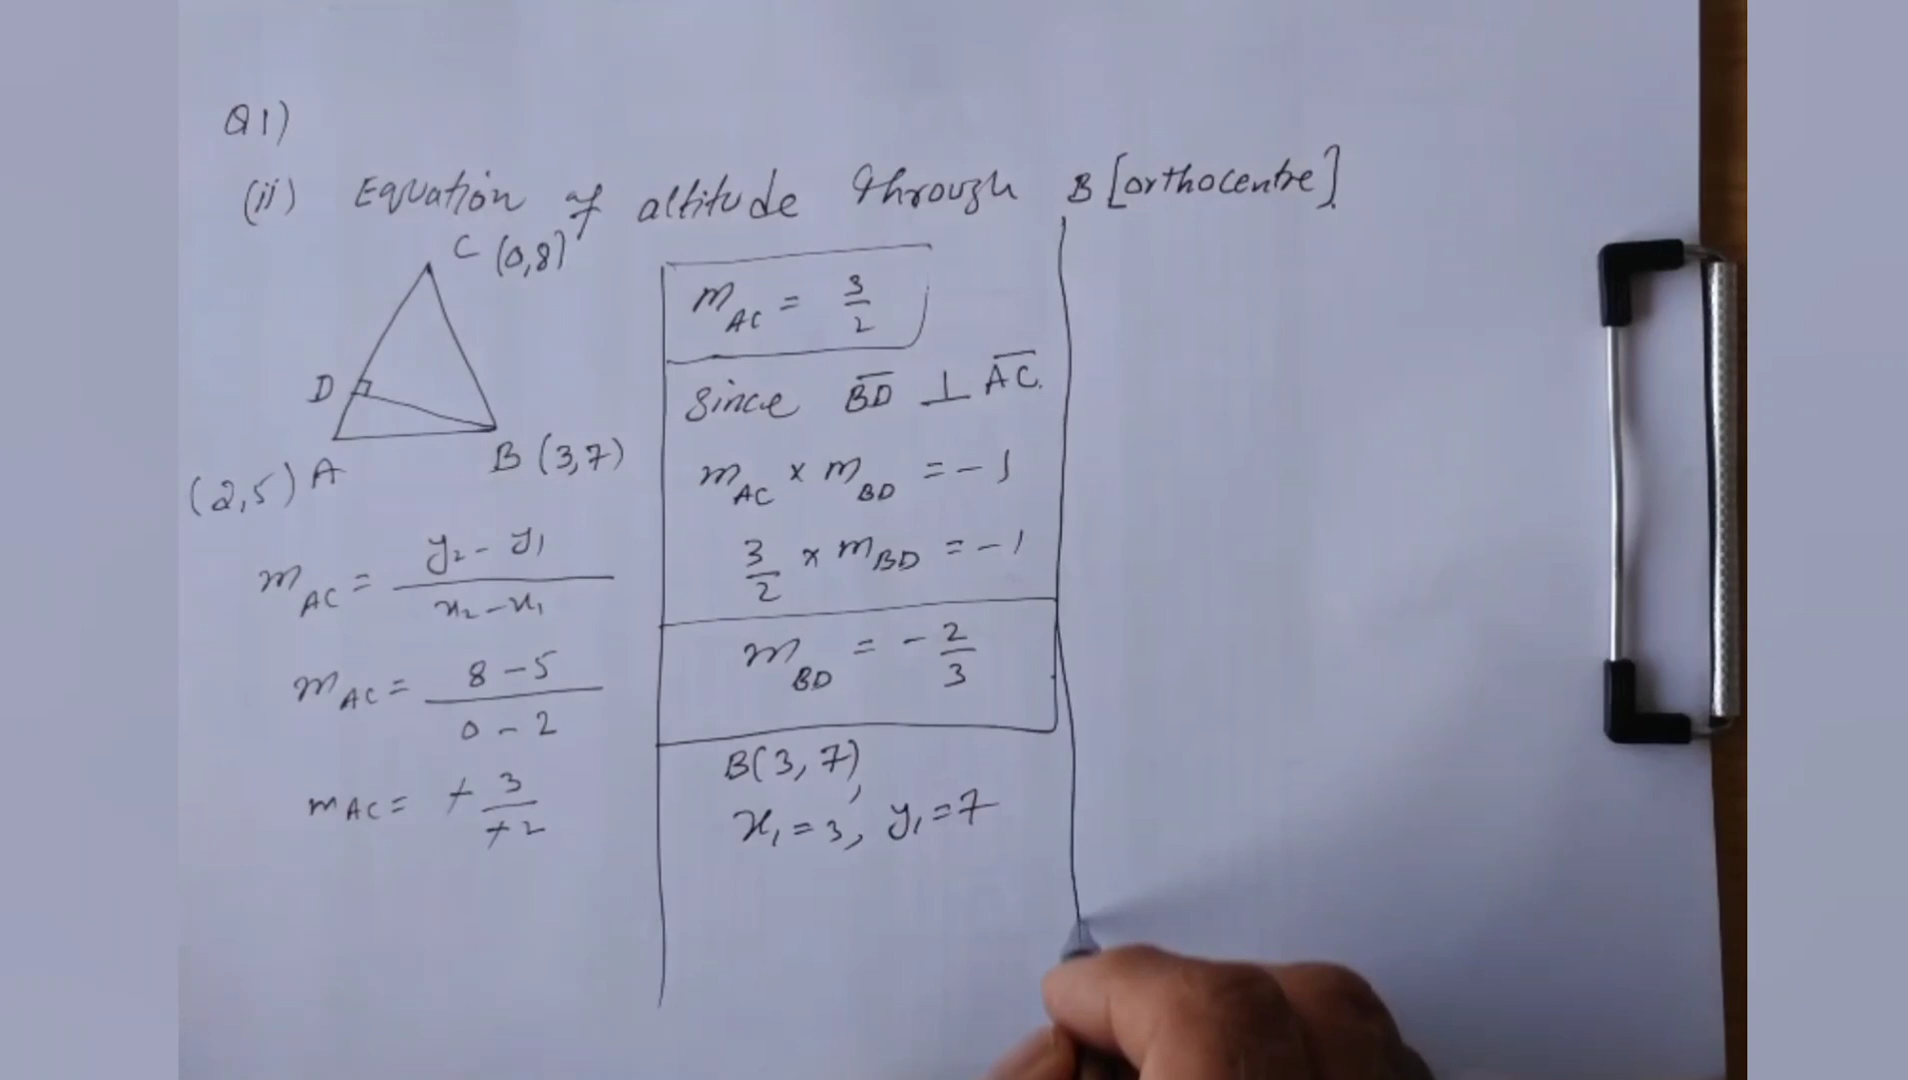 Q1)
(ii) Equation of altitude through B [orthocentre]
C (0,8)
D
(2,5) A
B (3,7)
m_AC = (y₂ - y₁)/(x₂ - x₁)
m_AC = (8 - 5)/(0 - 2)
m_AC = + 3/+2
m_AC = 3/2
Since B̅D̅ ⊥ A̅C̅.
m_AC × m_BD = -1
3/2 × m_BD = -1
m_BD = - 2/3
B(3,7),
x₁ = 3, y₁ = 7